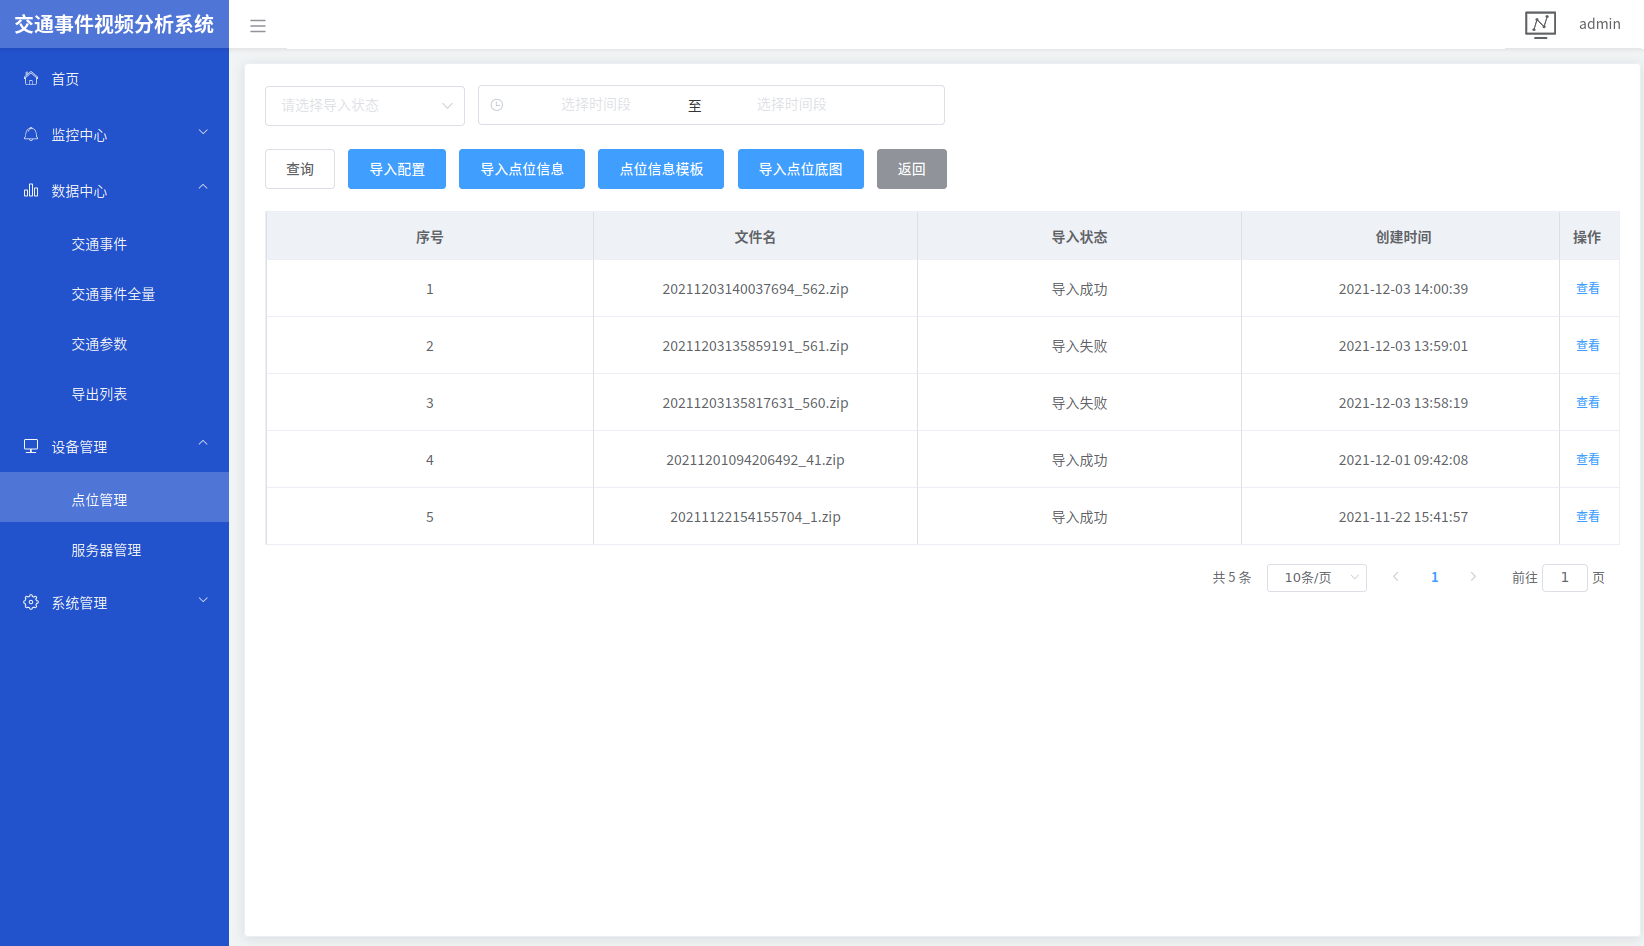 交通事件视频分析系统
admin
首页
监控中心
数据中心
交通事件
交通事件全量
交通参数
导出列表
设备管理
点位管理
服务器管理
系统管理
请选择导入状态 选择时间段 至 选择时间段
查询 导入配置 导入点位信息 点位信息模板 导入点位底图 返回
序号 文件名 导入状态 创建时间 操作
1 20211203140037694_562.zip 导入成功 2021-12-03 14:00:39 查看
2 20211203135859191_561.zip 导入失败 2021-12-03 13:59:01 查看
3 20211203135817631_560.zip 导入失败 2021-12-03 13:58:19 查看
4 20211201094206492_41.zip 导入成功 2021-12-01 09:42:08 查看
5 20211122154155704_1.zip 导入成功 2021-11-22 15:41:57 查看
共 5 条 10条/页 1 前往 1 页